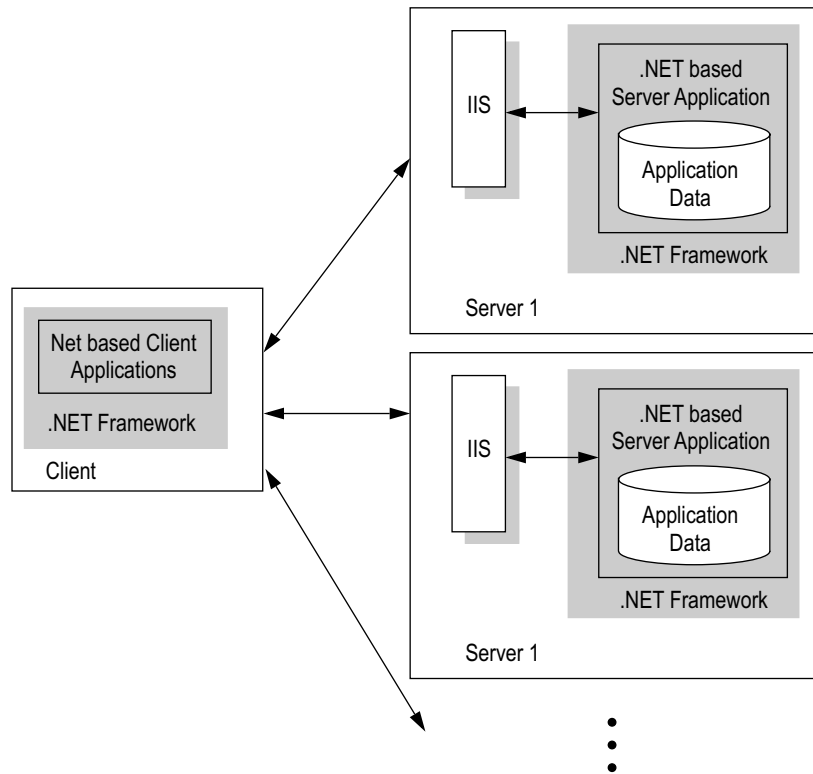 IIS
.NET based
Server Application
Application
Data
.NET Framework
Server 1
Net based Client
Applications
.NET Framework
Client
IIS
.NET based
Server Application
Application
Data
.NET Framework
Server 1